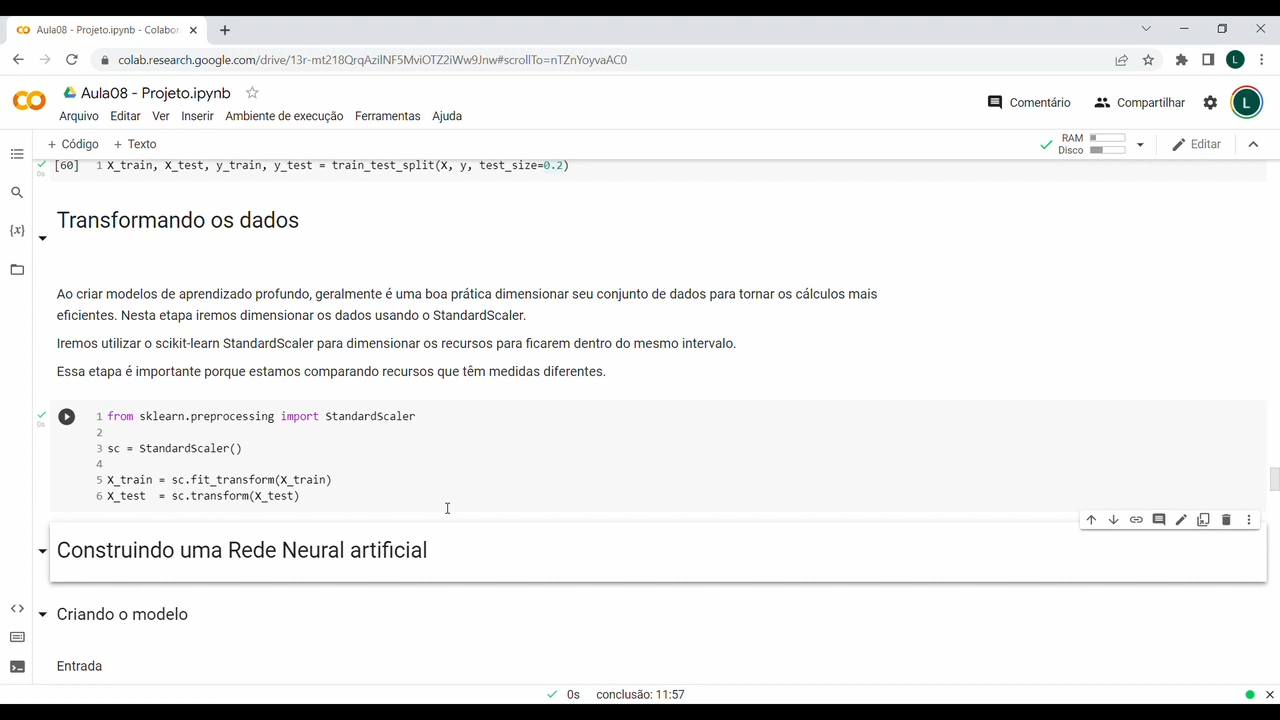 Aula08 - Projeto.ipynb - Colabor
colab.research.google.com/drive/13r-mt218QrqAzilNF5MviOTZ2iWw9Jnw#scrollTo=nTZnYoyvaAC0
L
Aula08 - Projeto.ipynb
Comentário
Compartilhar
L
Arquivo Editar Ver Inserir Ambiente de execução Ferramentas Ajuda
+ Código + Texto
RAM
Disco
Editar
[60] 1 X_train, X_test, y_train, y_test = train_test_split(X, y, test_size=0.2)
0s
Transformando os dados
Ao criar modelos de aprendizado profundo, geralmente é uma boa prática dimensionar seu conjunto de dados para tornar os cálculos mais
eficientes. Nesta etapa iremos dimensionar os dados usando o StandardScaler.
Iremos utilizar o scikit-learn StandardScaler para dimensionar os recursos para ficarem dentro do mesmo intervalo.
Essa etapa é importante porque estamos comparando recursos que têm medidas diferentes.
0s
1 from sklearn.preprocessing import StandardScaler
2
3 sc = StandardScaler()
4
5 X_train = sc.fit_transform(X_train)
6 X_test = sc.transform(X_test)
Construindo uma Rede Neural artificial
Criando o modelo
Entrada
0s conclusão: 11:57